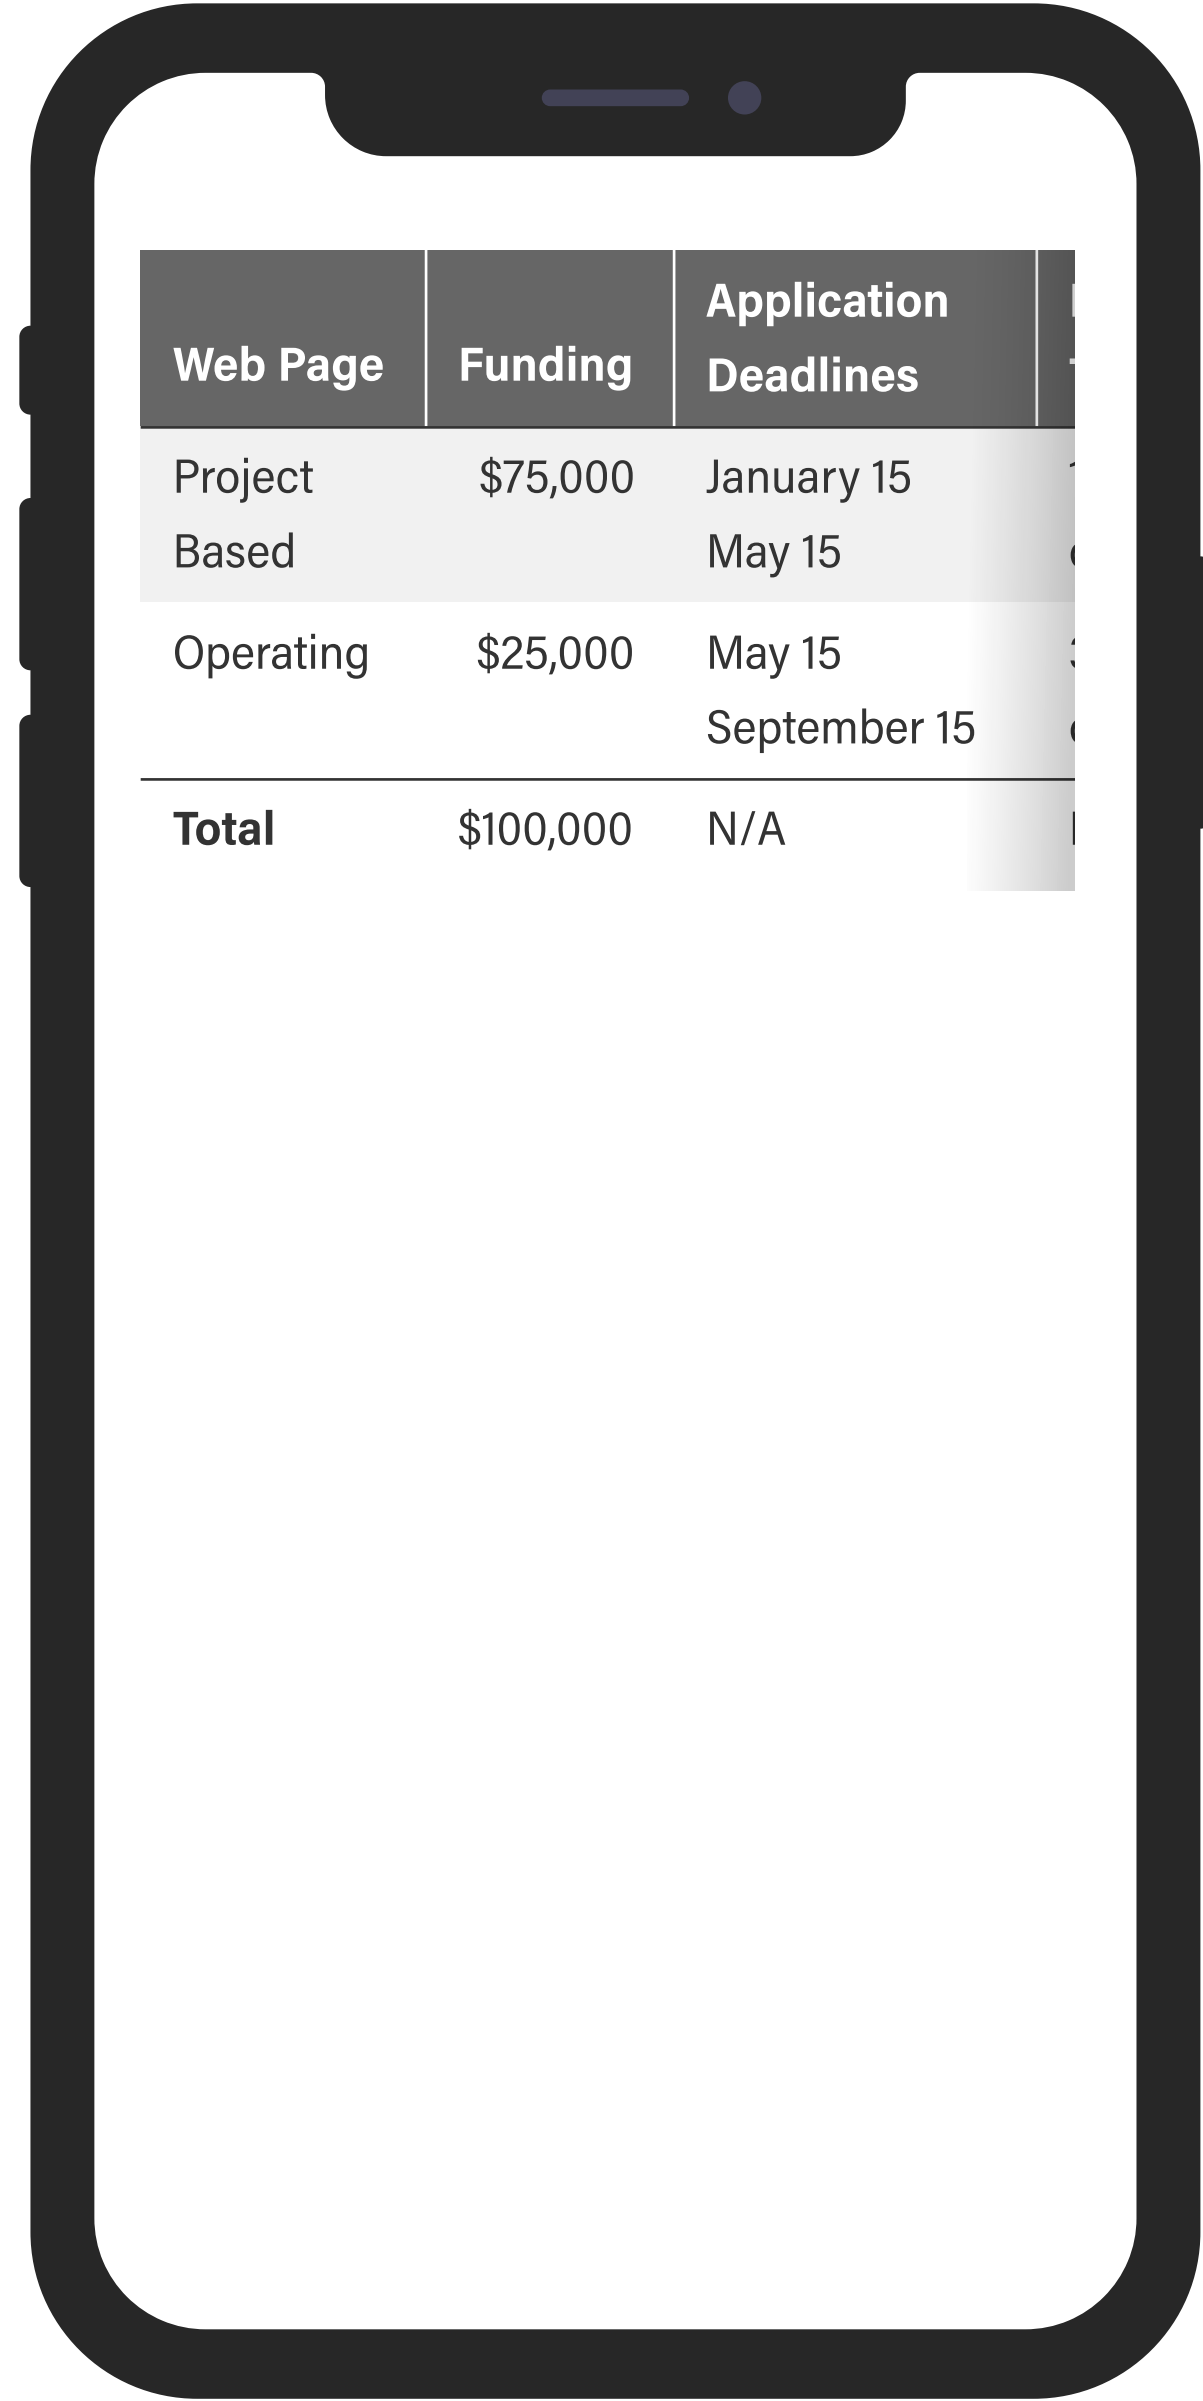 Web Page Funding Application
Deadlines
Project $75,000 January 15
Based May 15
Operating $25,000 May 15
September 15
Total $100,000 N/A